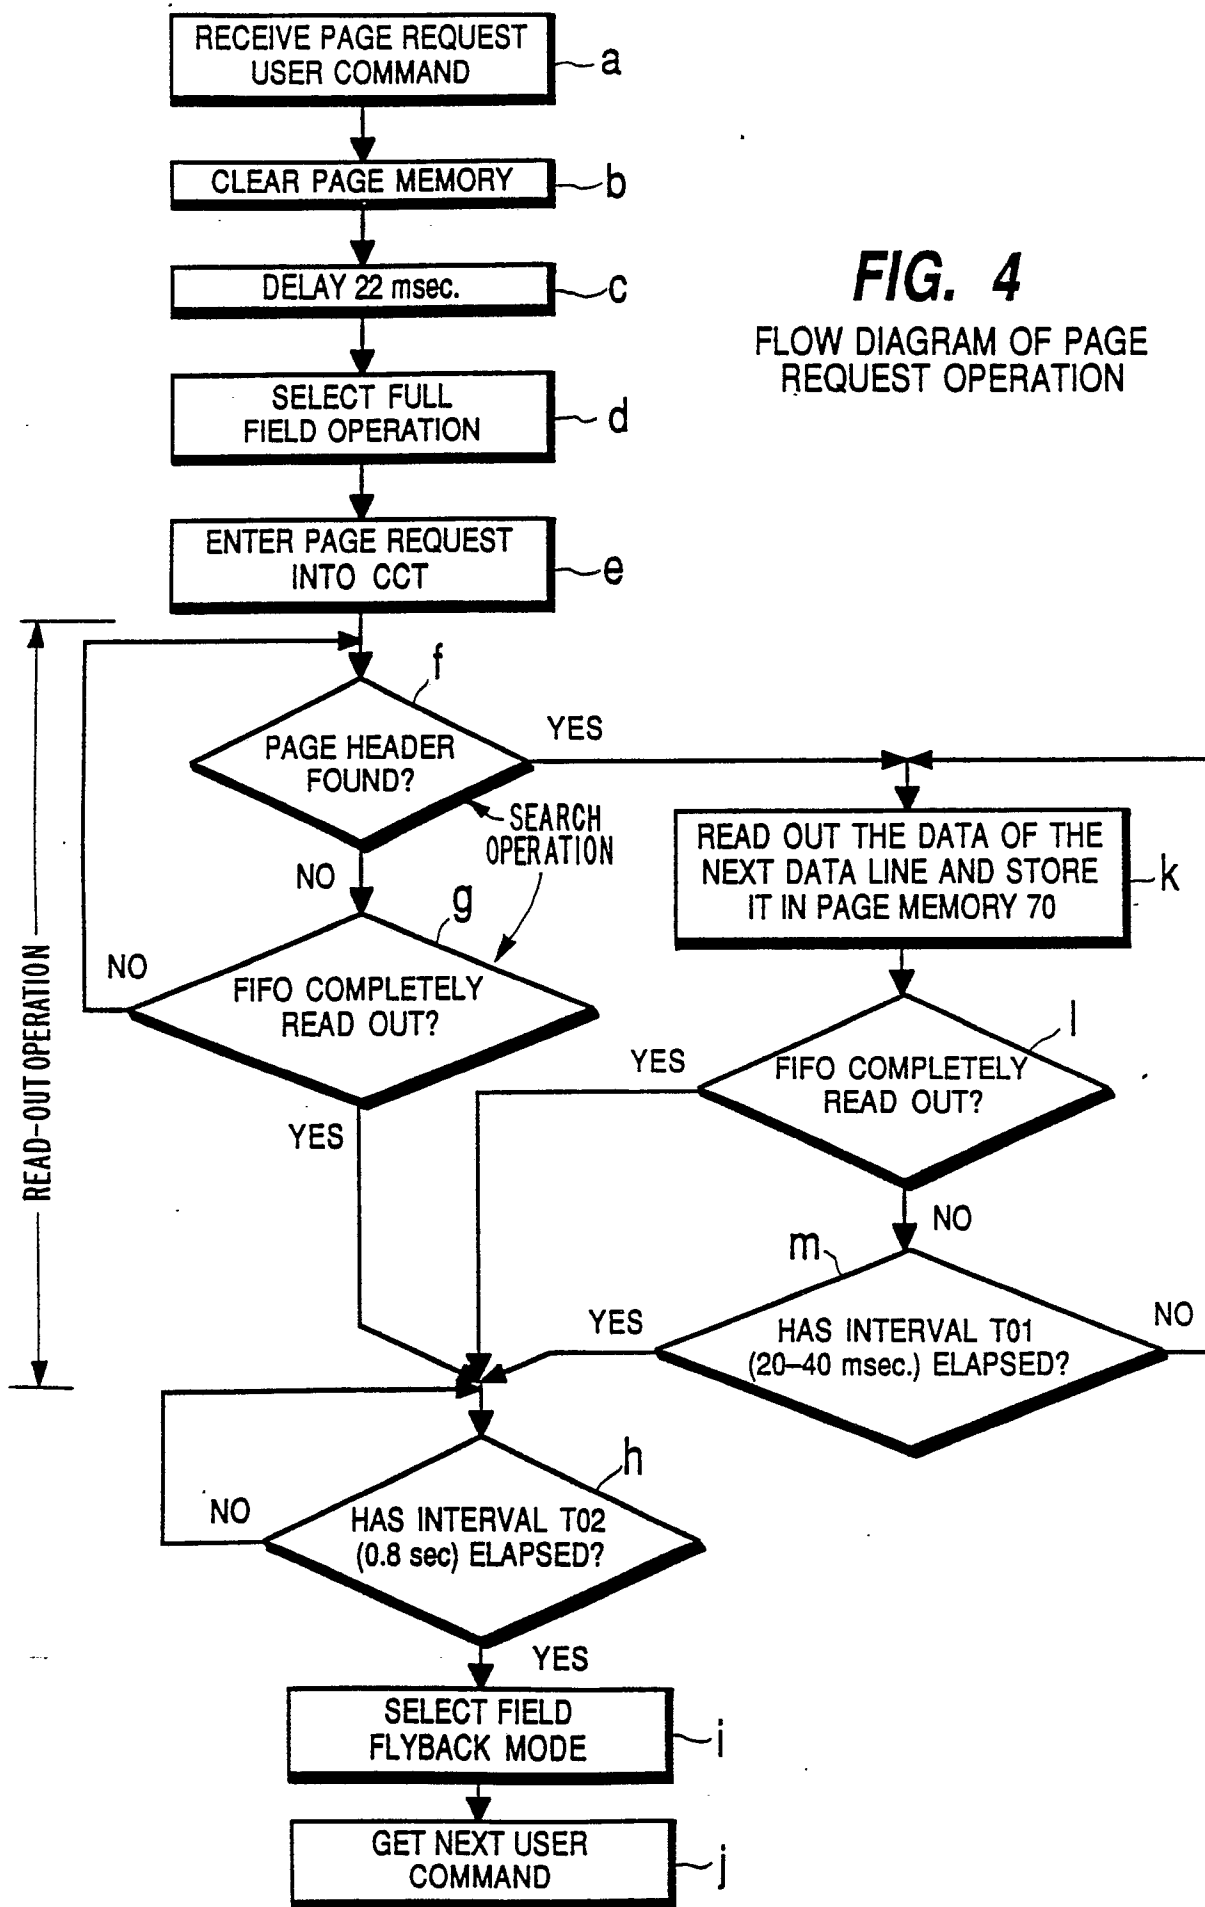 RECEIVE PAGE REQUEST
USER COMMAND
a
CLEAR PAGE MEMORY
b
DELAY 22 msec.
c
FIG. 4
FLOW DIAGRAM OF PAGE
REQUEST OPERATION
SELECT FULL
FIELD OPERATION
d
ENTER PAGE REQUEST
INTO CCT
e
READ-OUT OPERATION
f
PAGE HEADER
FOUND?
YES
NO
SEARCH
OPERATION
g
FIFO COMPLETELY
READ OUT?
NO
YES
READ OUT THE DATA OF THE
NEXT DATA LINE AND STORE
IT IN PAGE MEMORY 70
k
l
FIFO COMPLETELY
READ OUT?
YES
NO
m
HAS INTERVAL T01
(20–40 msec.) ELAPSED?
YES
NO
h
HAS INTERVAL T02
(0.8 sec) ELAPSED?
NO
YES
SELECT FIELD
FLYBACK MODE
i
GET NEXT USER
COMMAND
j